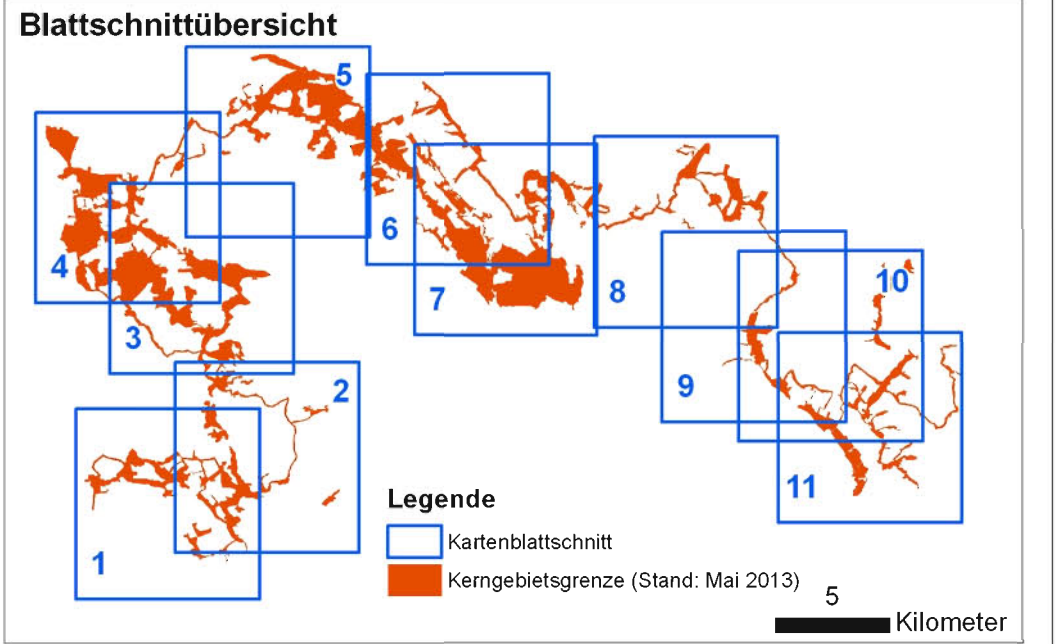 Blattschnittübersicht
5
4
6
3
7
8
10
2
9
11
1
Legende
Kartenblattschnitt
Kerngebietsgrenze (Stand: Mai 2013)
5
Kilometer